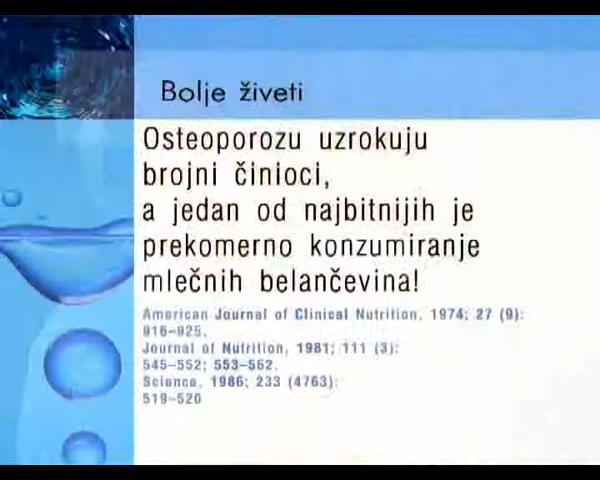 Bolje živeti
Osteoporozu uzrokuju
brojni činioci,
a jedan od najbitnijih je
prekomerno konzumiranje
mlečnih belančevina!
American Journal of Clinical Nutrition, 1974; 27 (9):
916-925.
Journal of Nutrition, 1981; 111 (3):
545-552; 553-562.
Science, 1986; 233 (4763):
519-520